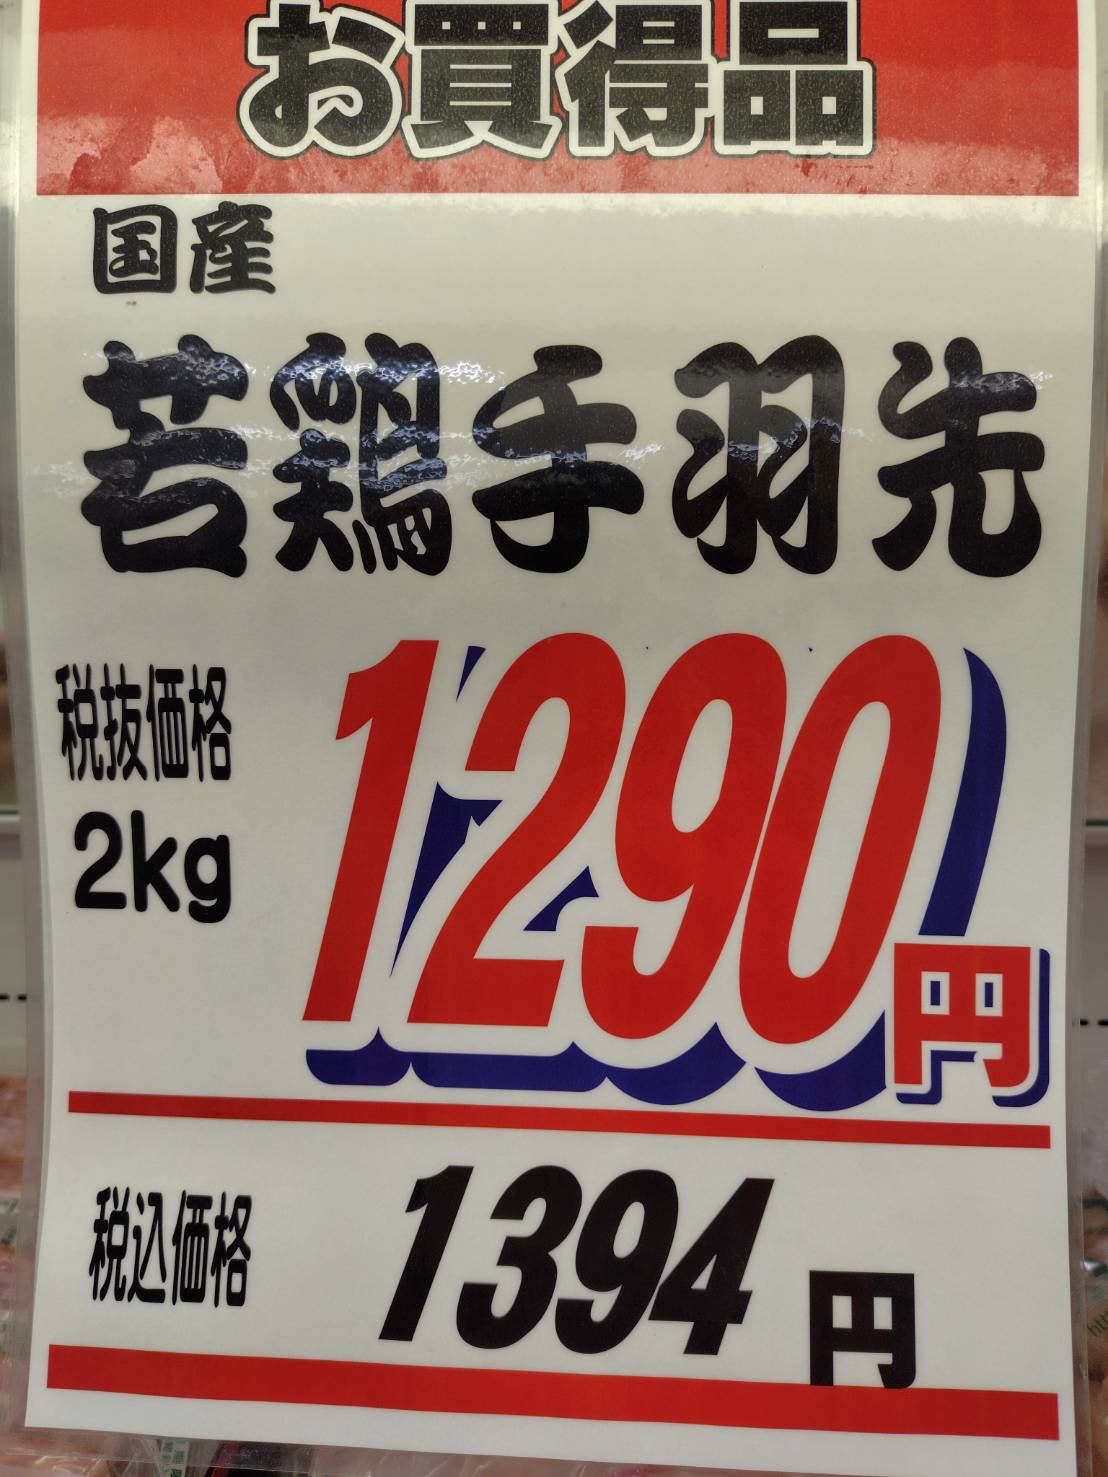 お買得品
国産
若鶏手羽先
税抜価格
2kg
1290円
税込価格
1394円